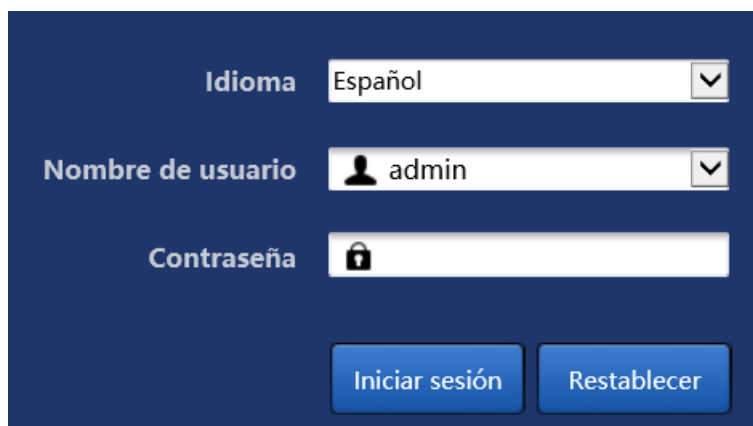 Idioma Español
Nombre de usuario admin
Contraseña
Iniciar sesión Restablecer